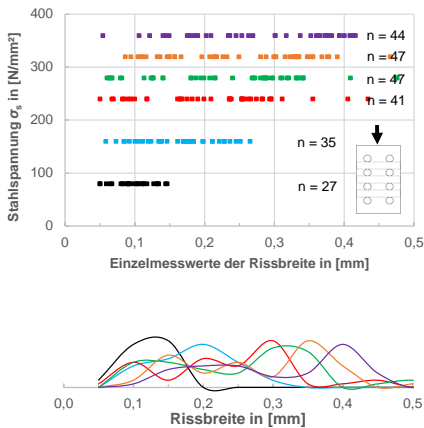 400
300
200
100
0
Stahlspannung σs in [N/mm²]
n = 44
n = 47
n = 47
n = 41
n = 35
n = 27
0 0,1 0,2 0,3 0,4 0,5
Einzelmesswerte der Rissbreite in [mm]
0,0 0,1 0,2 0,3 0,4 0,5
Rissbreite in [mm]